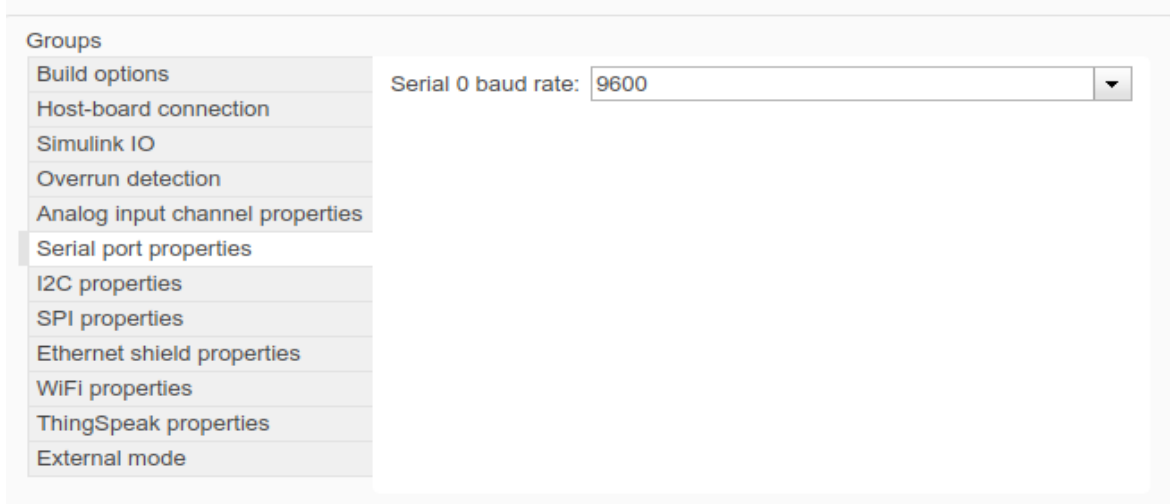 Groups
Build options
Host-board connection
Simulink IO
Overrun detection
Analog input channel properties
Serial port properties
I2C properties
SPI properties
Ethernet shield properties
WiFi properties
ThingSpeak properties
External mode
Serial 0 baud rate: 9600